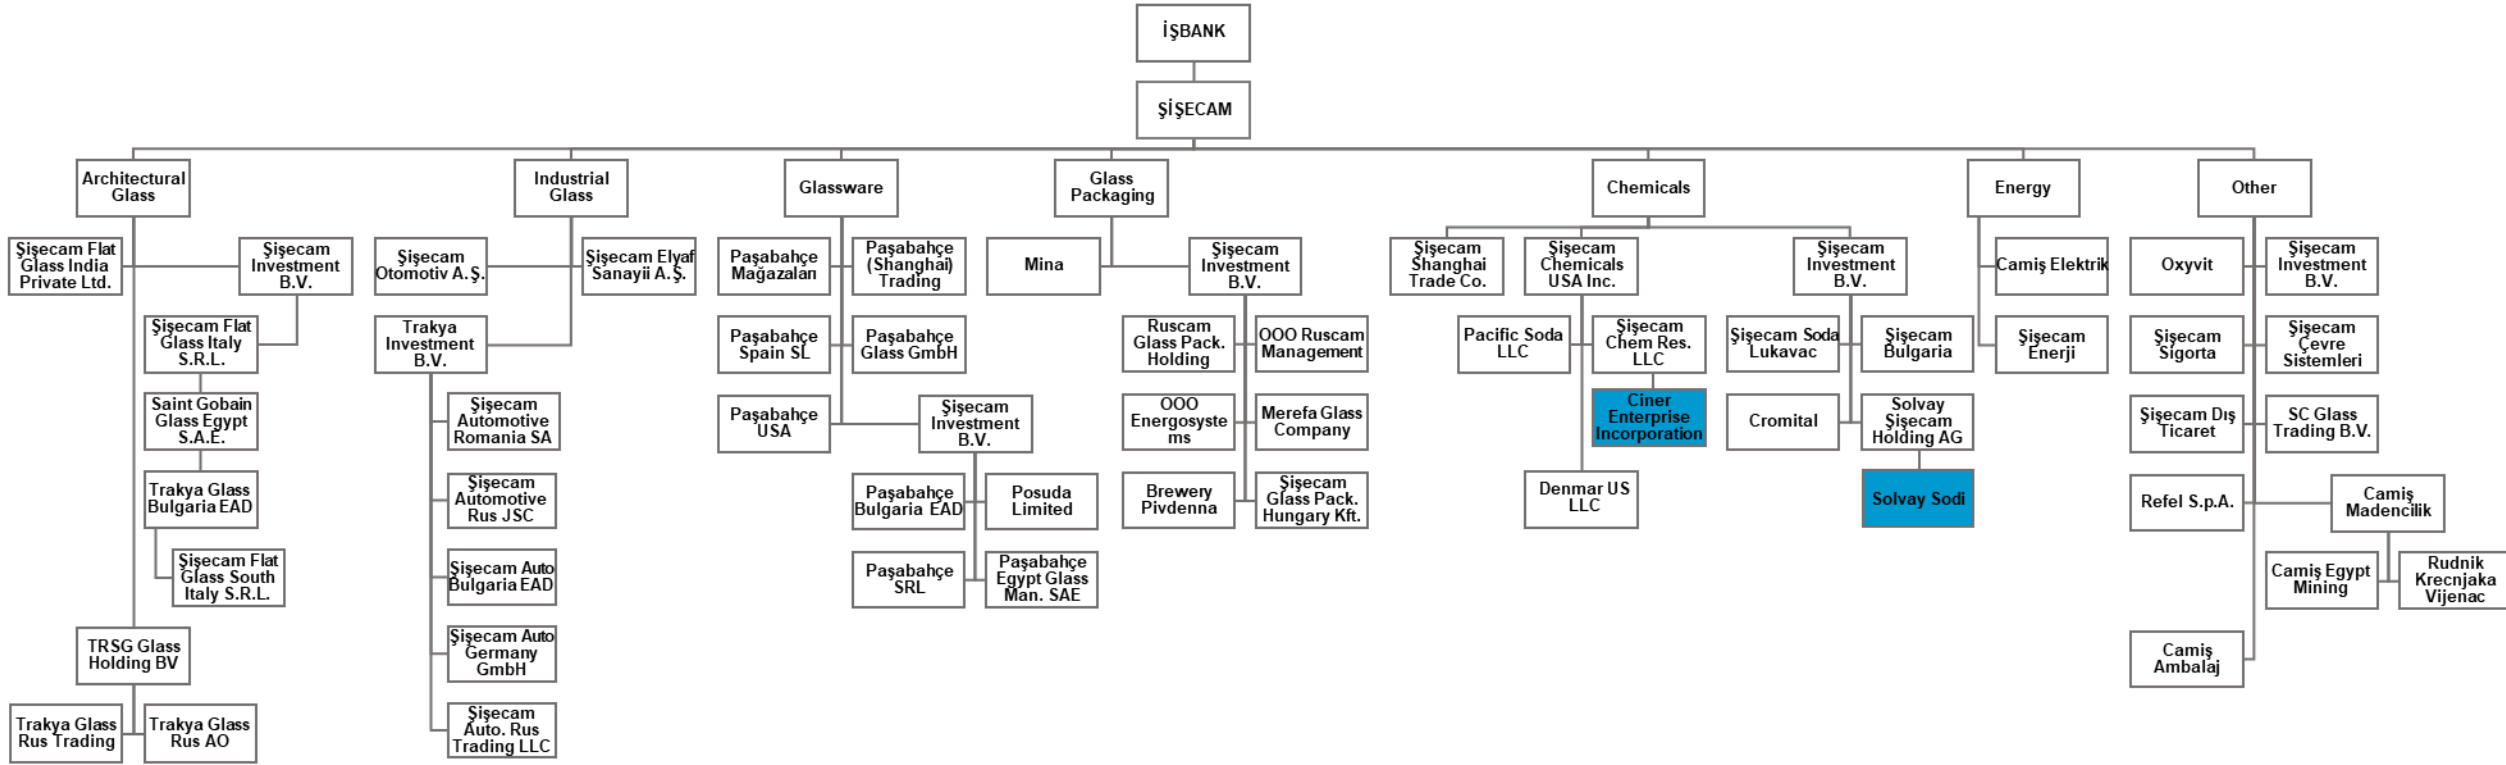 İŞBANK
ŞİŞECAM
Architectural
Glass
Industrial
Glass
Glassware
Glass
Packaging
Chemicals
Energy
Other
Şişecam Flat
Glass India
Private Ltd.
Şişecam
Investment
B.V.
Şişecam Flat
Glass Italy
S.R.L.
Saint Gobain
Glass Egypt
S.A.E.
Trakya Glass
Bulgaria EAD
Şişecam Flat
Glass South
Italy S.R.L.
TRSG Glass
Holding BV
Trakya Glass
Rus Trading
Trakya Glass
Rus AO
Şişecam
Otomotiv A.Ş.
Şişecam Elyaf
Sanayii A.Ş.
Trakya
Investment
B.V.
Şişecam
Automotive
Romania SA
Şişecam
Automotive
Rus JSC
Şişecam Auto
Bulgaria EAD
Şişecam Auto
Germany
GmbH
Şişecam
Auto. Rus
Trading LLC
Paşabahçe
Mağazaları
Paşabahçe
(Shanghai)
Trading
Paşabahçe
Spain SL
Paşabahçe
Glass GmbH
Paşabahçe
USA
Şişecam
Investment
B.V.
Paşabahçe
Bulgaria EAD
Posuda
Limited
Paşabahçe
SRL
Paşabahçe
Egypt Glass
Man. SAE
Mina
Şişecam
Investment
B.V.
Ruscam
Glass Pack.
Holding
OOO Ruscam
Management
OOO
Energosyste
ms
Merefa Glass
Company
Brewery
Pivdenna
Şişecam
Glass Pack.
Hungary Kft.
Şişecam
Shanghai
Trade Co.
Şişecam
Chemicals
USA Inc.
Şişecam
Investment
B.V.
Pacific Soda
LLC
Şişecam
Chem Res.
LLC
Ciner
Enterprise
Incorporation
Denmar US
LLC
Şişecam Soda
Lukavac
Şişecam
Bulgaria
Cromital
Solvay
Şişecam
Holding AG
Solvay Sodi
Camiş Elektrik
Şişecam
Enerji
Oxyvit
Şişecam
Investment
B.V.
Şişecam
Sigorta
Şişecam
Çevre
Sistemleri
Şişecam Dış
Ticaret
SC Glass
Trading B.V.
Refel S.p.A.
Camiş
Madencilik
Camiş Egypt
Mining
Rudnik
Krecnjaka
Vijenac
Camiş
Ambalaj